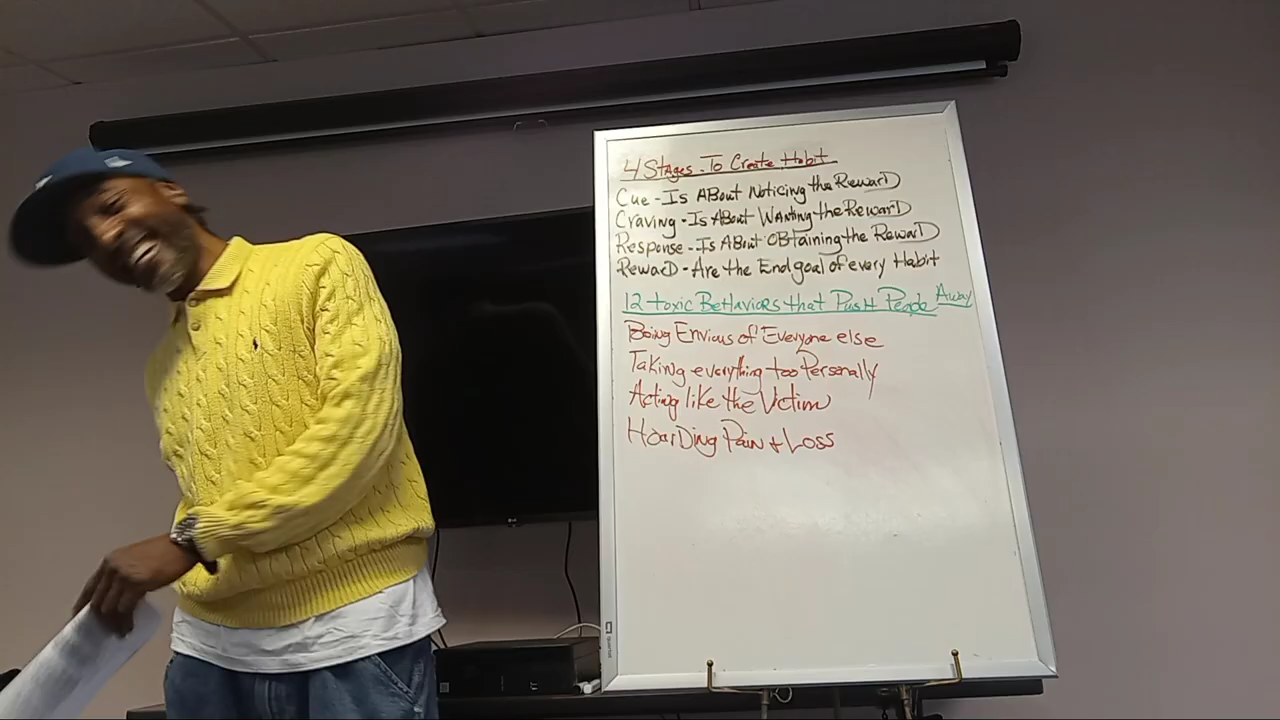 4 Stages - To Create Habit
Cue - Is About Noticing the Reward
Craving - Is About Wanting the Reward
Response - Is About Obtaining the Reward
Reward - Are the End goal of every Habit
12 toxic Behaviors that Push People Away
Being Envious of Everyone else
Taking everything too Personally
Acting like the Victim
Hoarding Pain + Loss
Quartet